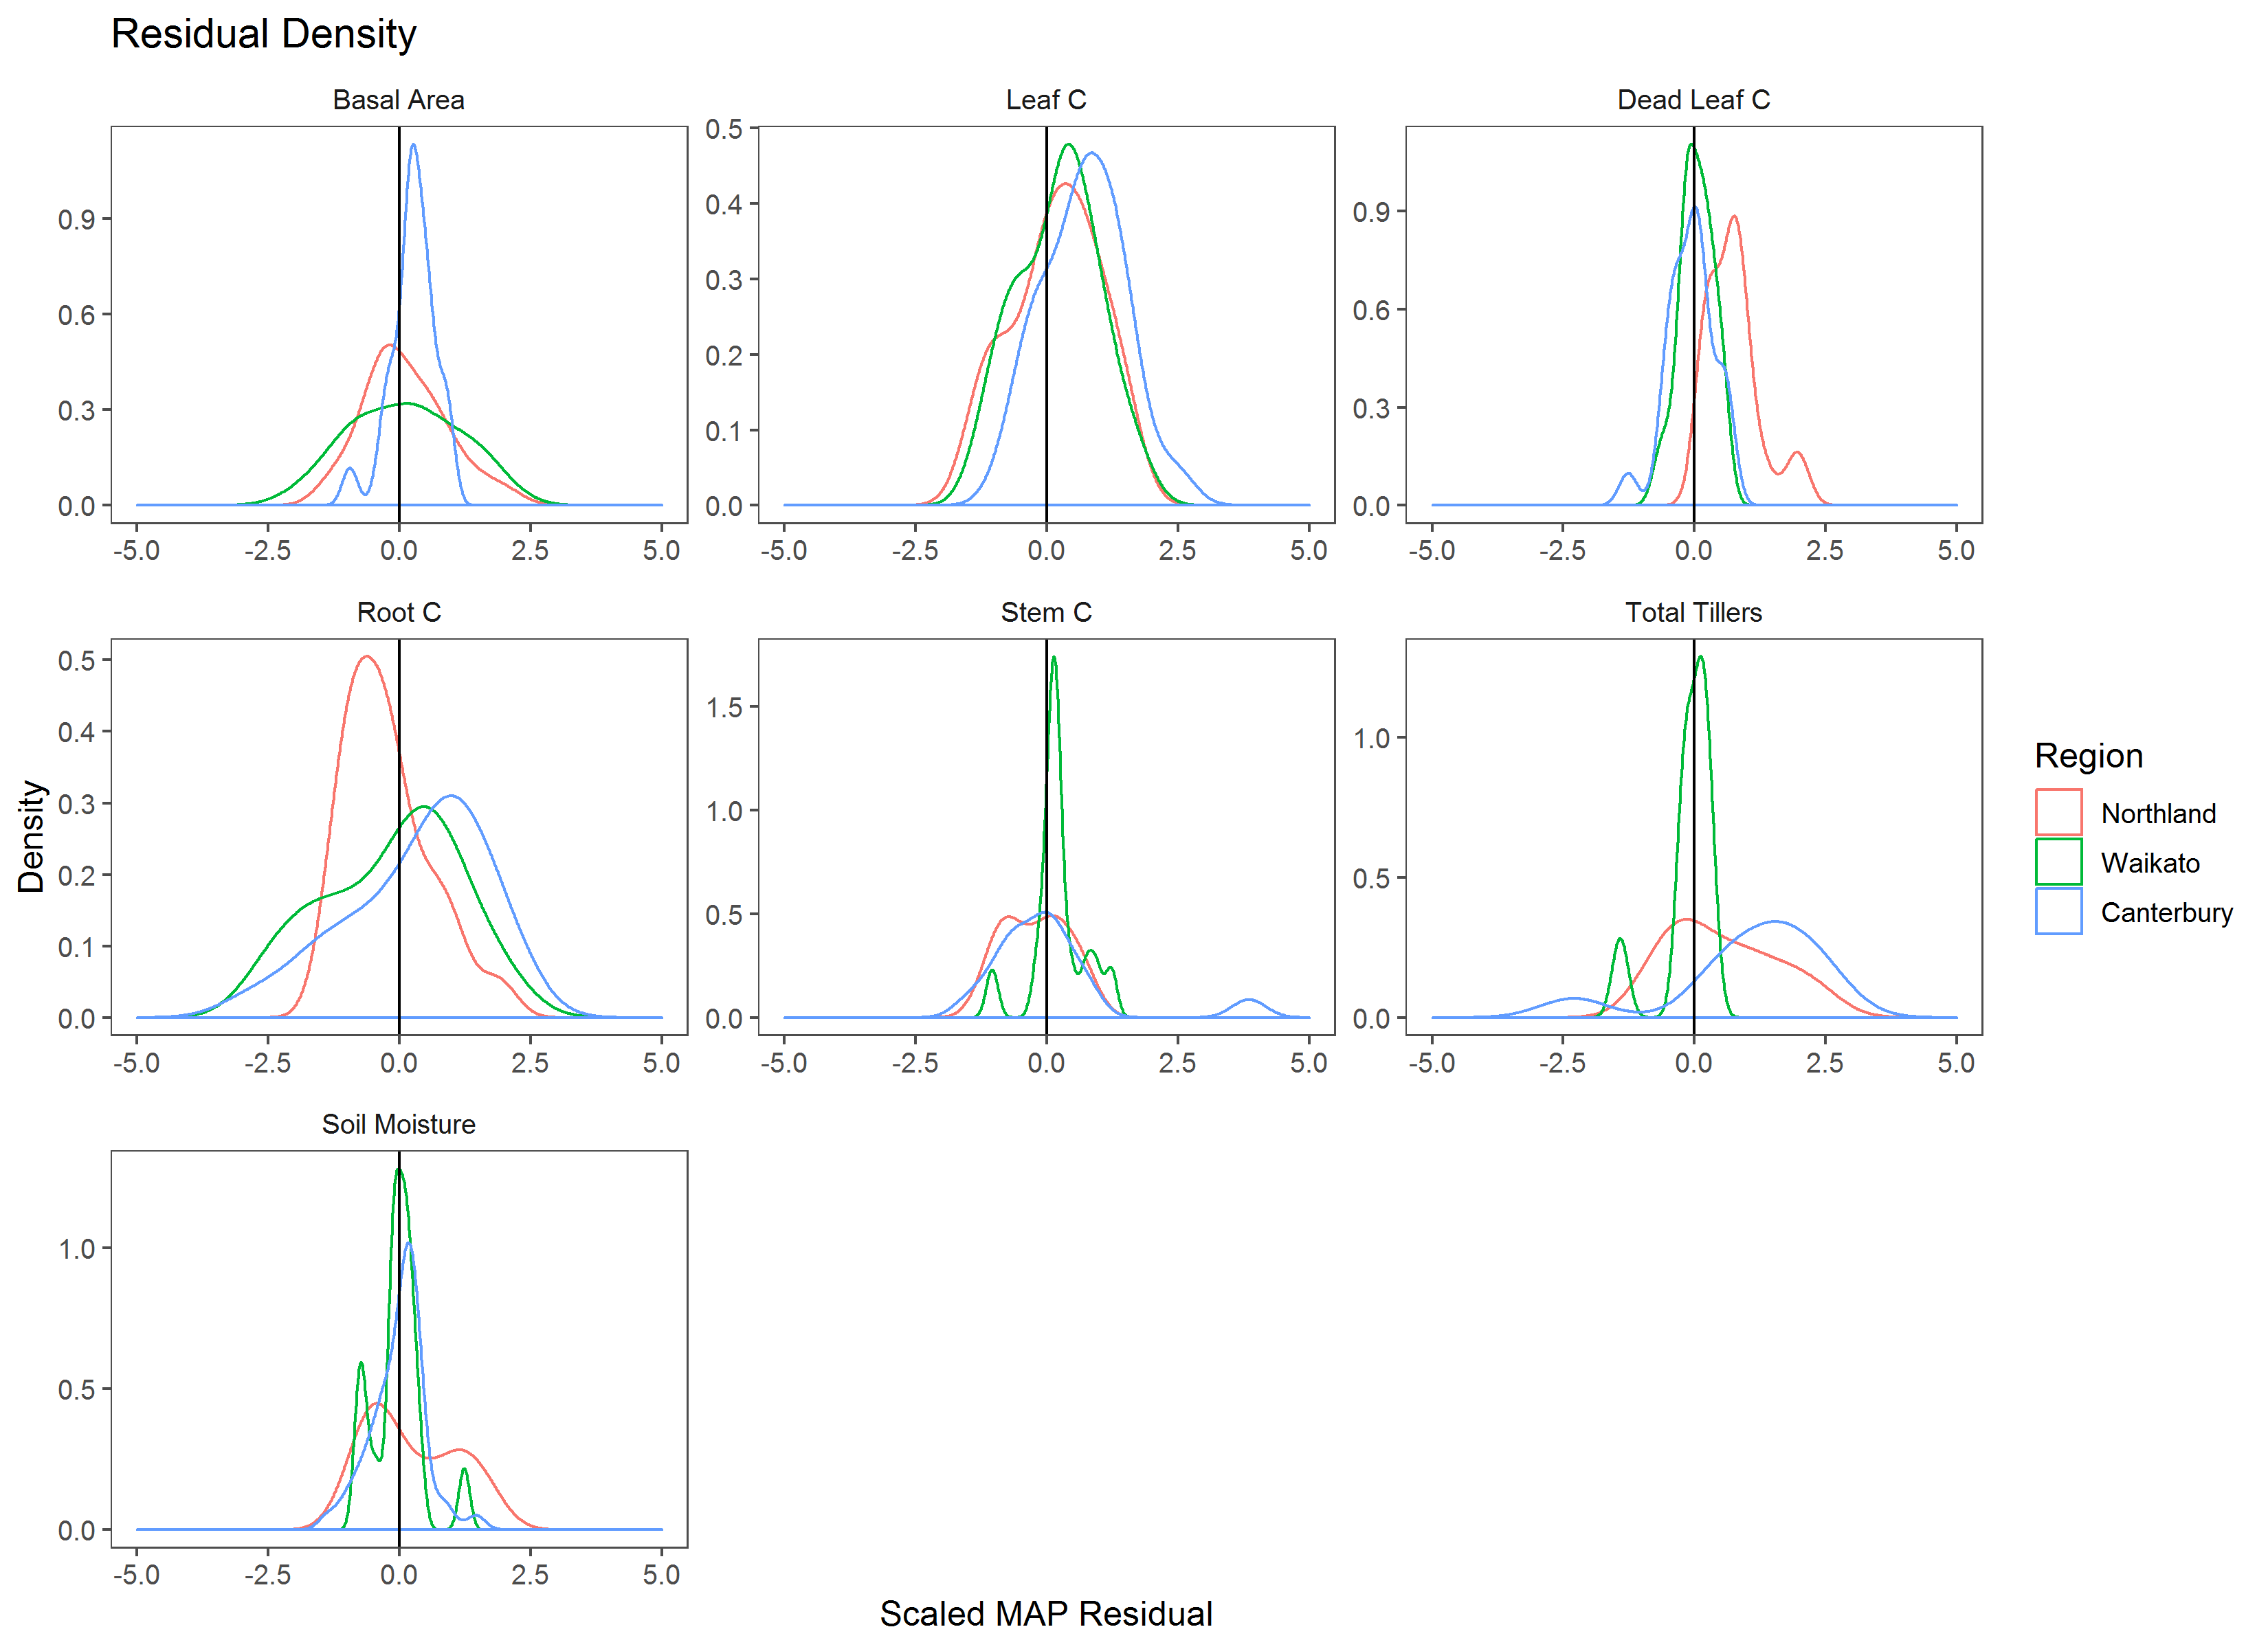 Residual Density
Basal Area
Leaf C
Dead Leaf C
0.9
0.6
0.3
0.0
0.5
0.4
0.3
0.2
0.1
0.0
0.9
0.6
0.3
0.0
-5.0 -2.5 0.0 2.5 5.0
-5.0 -2.5 0.0 2.5 5.0
-5.0 -2.5 0.0 2.5 5.0
Root C
Stem C
Total Tillers
0.5
0.4
0.3
0.2
0.1
0.0
1.5
1.0
0.5
0.0
1.0
0.5
0.0
-5.0 -2.5 0.0 2.5 5.0
-5.0 -2.5 0.0 2.5 5.0
-5.0 -2.5 0.0 2.5 5.0
Soil Moisture
1.0
0.5
0.0
-5.0 -2.5 0.0 2.5 5.0
Density
Scaled MAP Residual
Region
Northland
Waikato
Canterbury